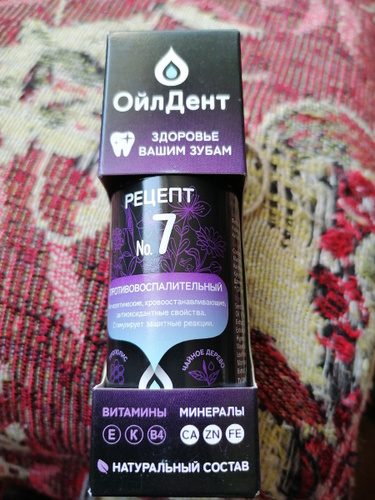 ОйлДент
ЗДОРОВЬЕ
ВАШИМ ЗУБАМ
РЕЦЕПТ
No. 7
ПРОТИВОВОСПАЛИТЕЛЬНЫЙ
кровоостанавливающие,
антиоксидантные свойства.
Стимулирует защитные реакции.
ЧАЙНОЕ ДЕРЕВО
ВИТАМИНЫ
E K B4
МИНЕРАЛЫ
CA ZN FE
НАТУРАЛЬНЫЙ СОСТАВ